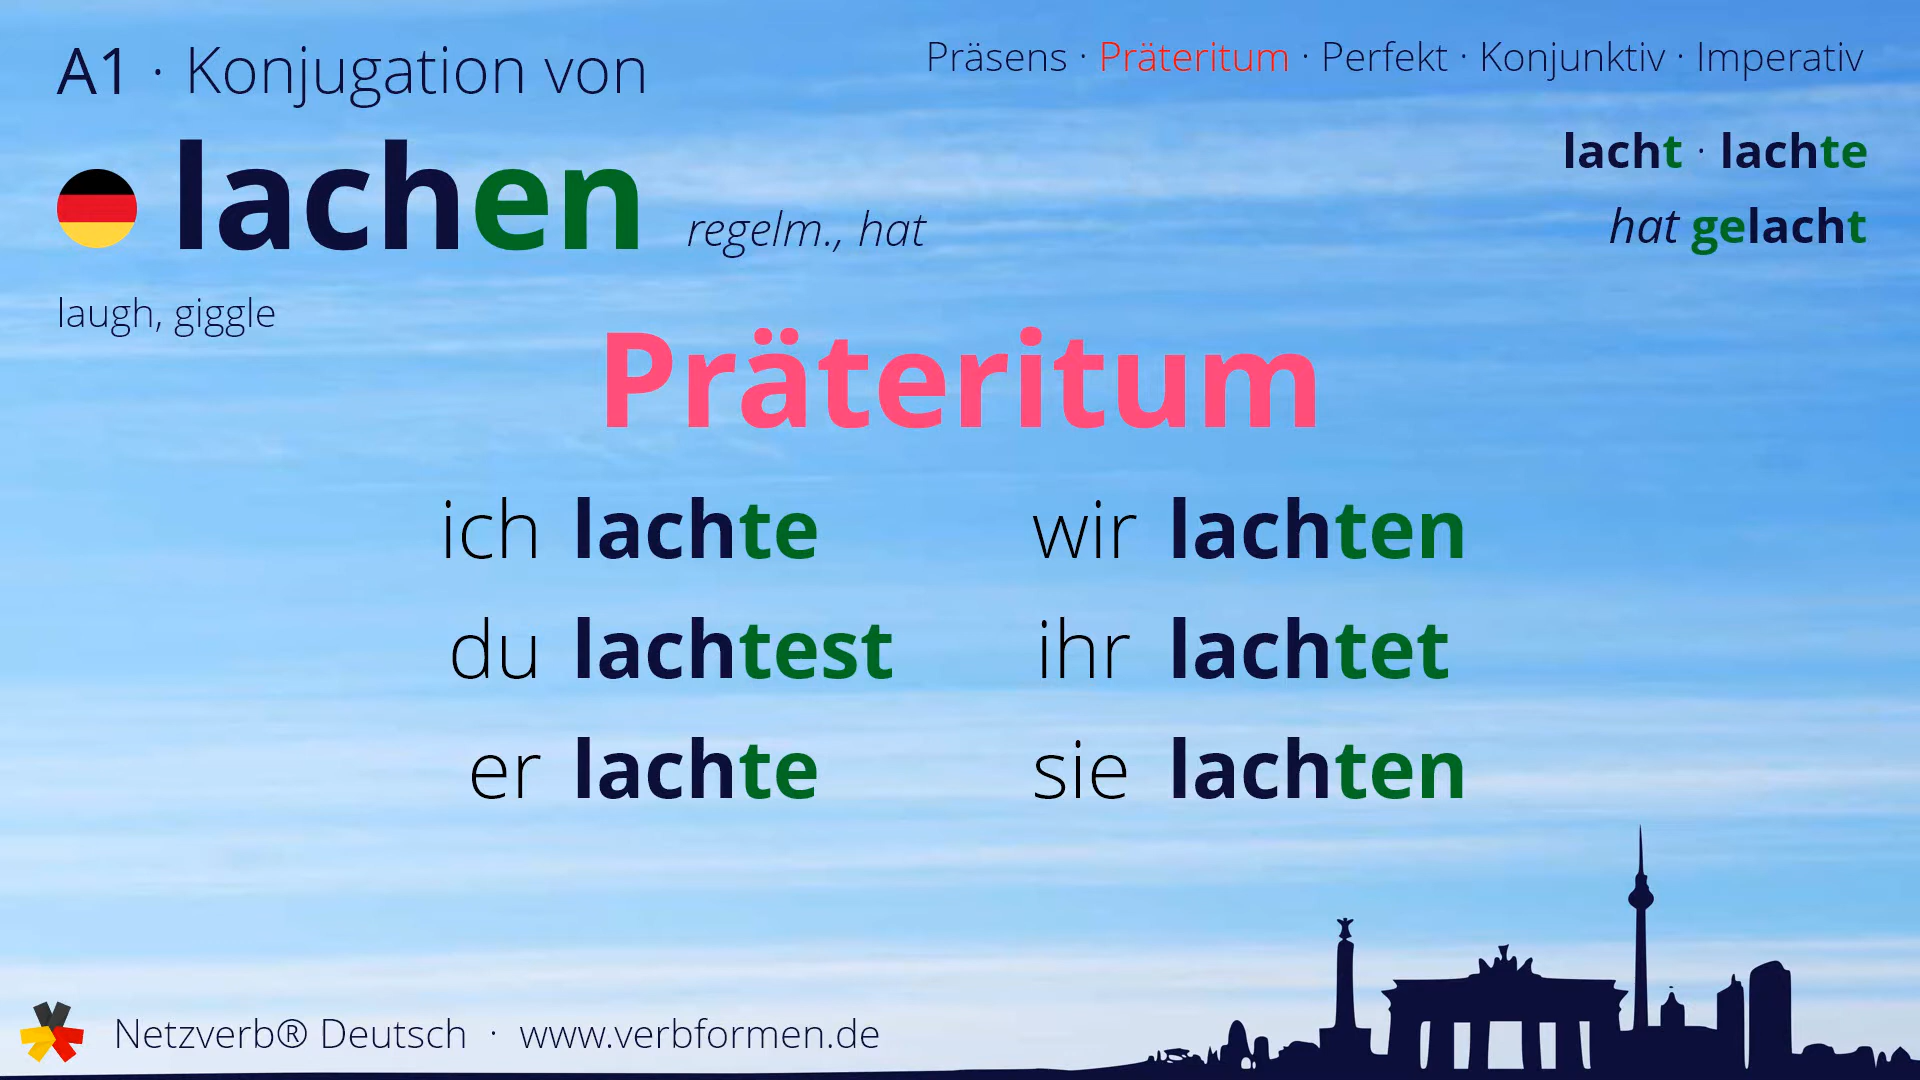 A1 · Konjugation von
Präsens · Präteritum · Perfekt · Konjunktiv · Imperativ
lachen regelm., hat
lacht · lachte
hat gelacht
laugh, giggle
Präteritum
ich lachte
du lachtest
er lachte
wir lachten
ihr lachtet
sie lachten
Netzverb® Deutsch · www.verbformen.de